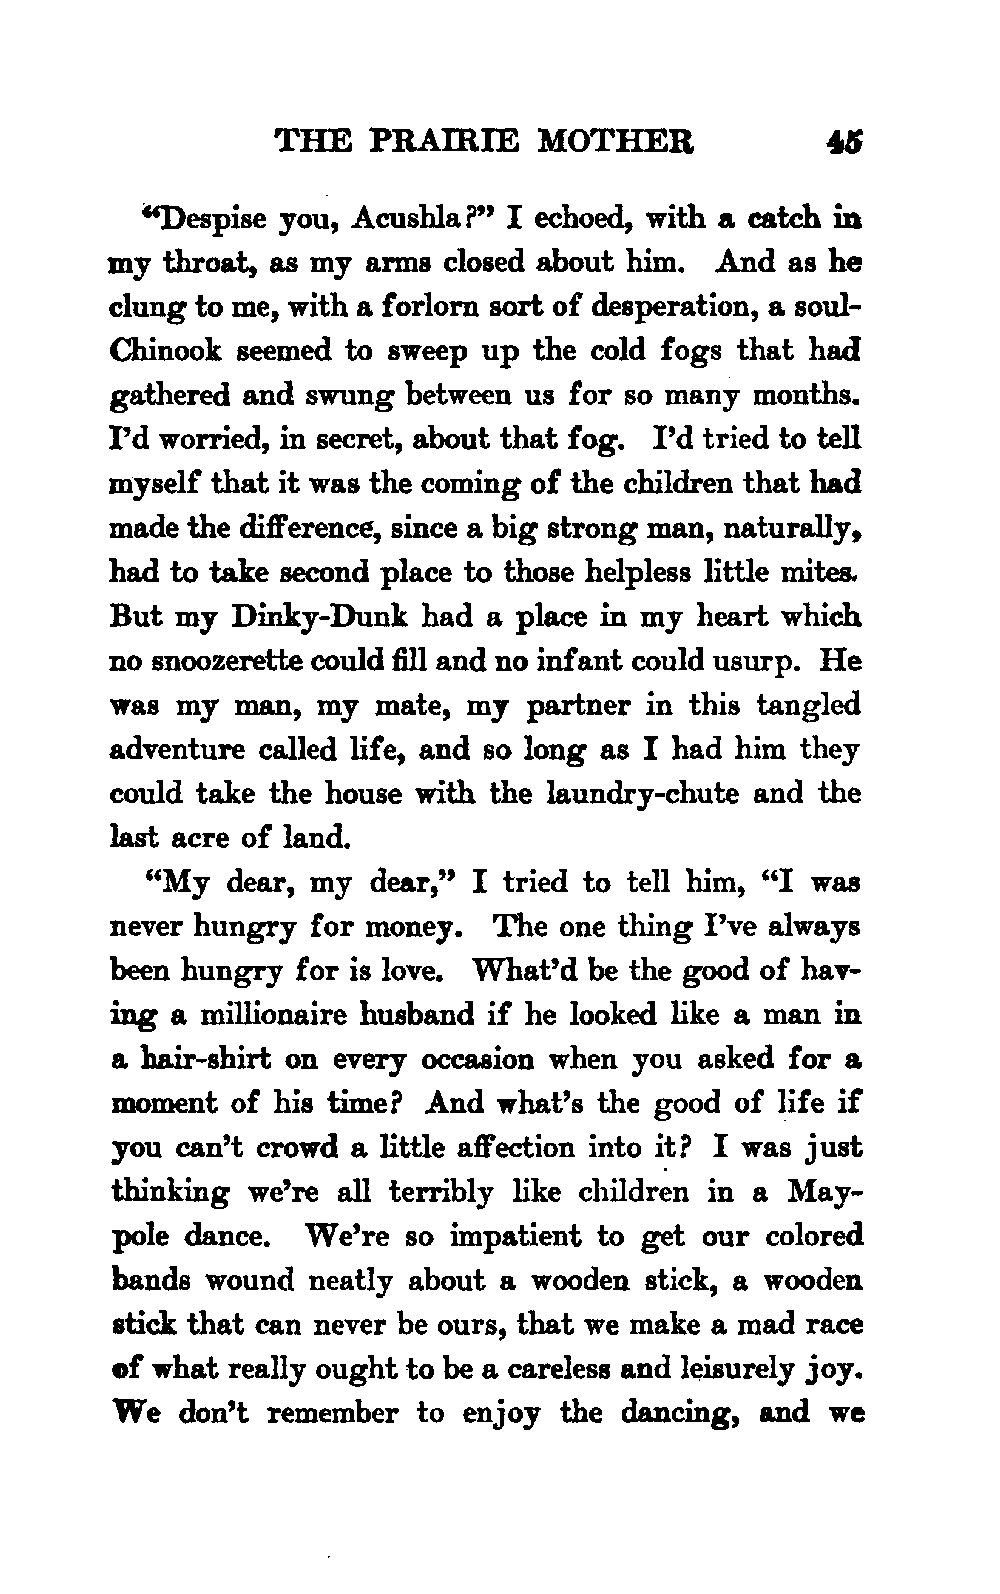 THE PRAIRIE MOTHER 45
“Despise you, Acushla?” I echoed, with a catch in
my throat, as my arms closed about him. And as he
clung to me, with a forlorn sort of desperation, a soul-
Chinook seemed to sweep up the cold fogs that had
gathered and swung between us for so many months.
I’d worried, in secret, about that fog. I’d tried to tell
myself that it was the coming of the children that had
made the difference, since a big strong man, naturally,
had to take second place to those helpless little mites.
But my Dinky-Dunk had a place in my heart which
no snoozerette could fill and no infant could usurp. He
was my man, my mate, my partner in this tangled
adventure called life, and so long as I had him they
could take the house with the laundry-chute and the
last acre of land.
“My dear, my dear,” I tried to tell him, “I was
never hungry for money. The one thing I’ve always
been hungry for is love. What’d be the good of hav-
ing a millionaire husband if he looked like a man in
a hair-shirt on every occasion when you asked for a
moment of his time? And what’s the good of life if
you can’t crowd a little affection into it? I was just
thinking we’re all terribly like children in a May-
pole dance. We’re so impatient to get our colored
bands wound neatly about a wooden stick, a wooden
stick that can never be ours, that we make a mad race
of what really ought to be a careless and leisurely joy.
We don’t remember to enjoy the dancing, and we